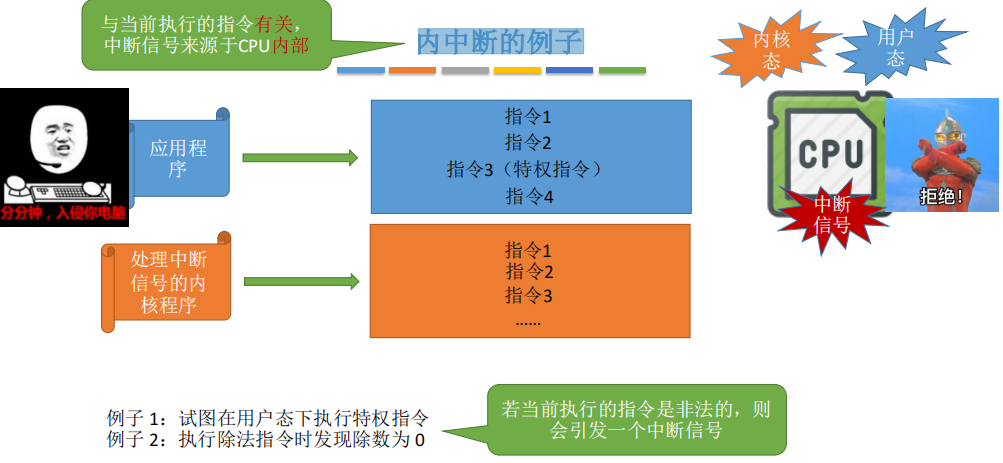 与当前执行的指令有关，
中断信号来源于CPU内部
内中断的例子
内核
态
用户
态
应用程
序
指令1
指令2
指令3（特权指令）
指令4
CPU
拒绝！
中断
信号
分分钟，入侵你电脑
处理中断
信号的内
核程序
指令1
指令2
指令3
……
例子 1：试图在用户态下执行特权指令
例子 2：执行除法指令时发现除数为 0
若当前执行的指令是非法的，则
会引发一个中断信号